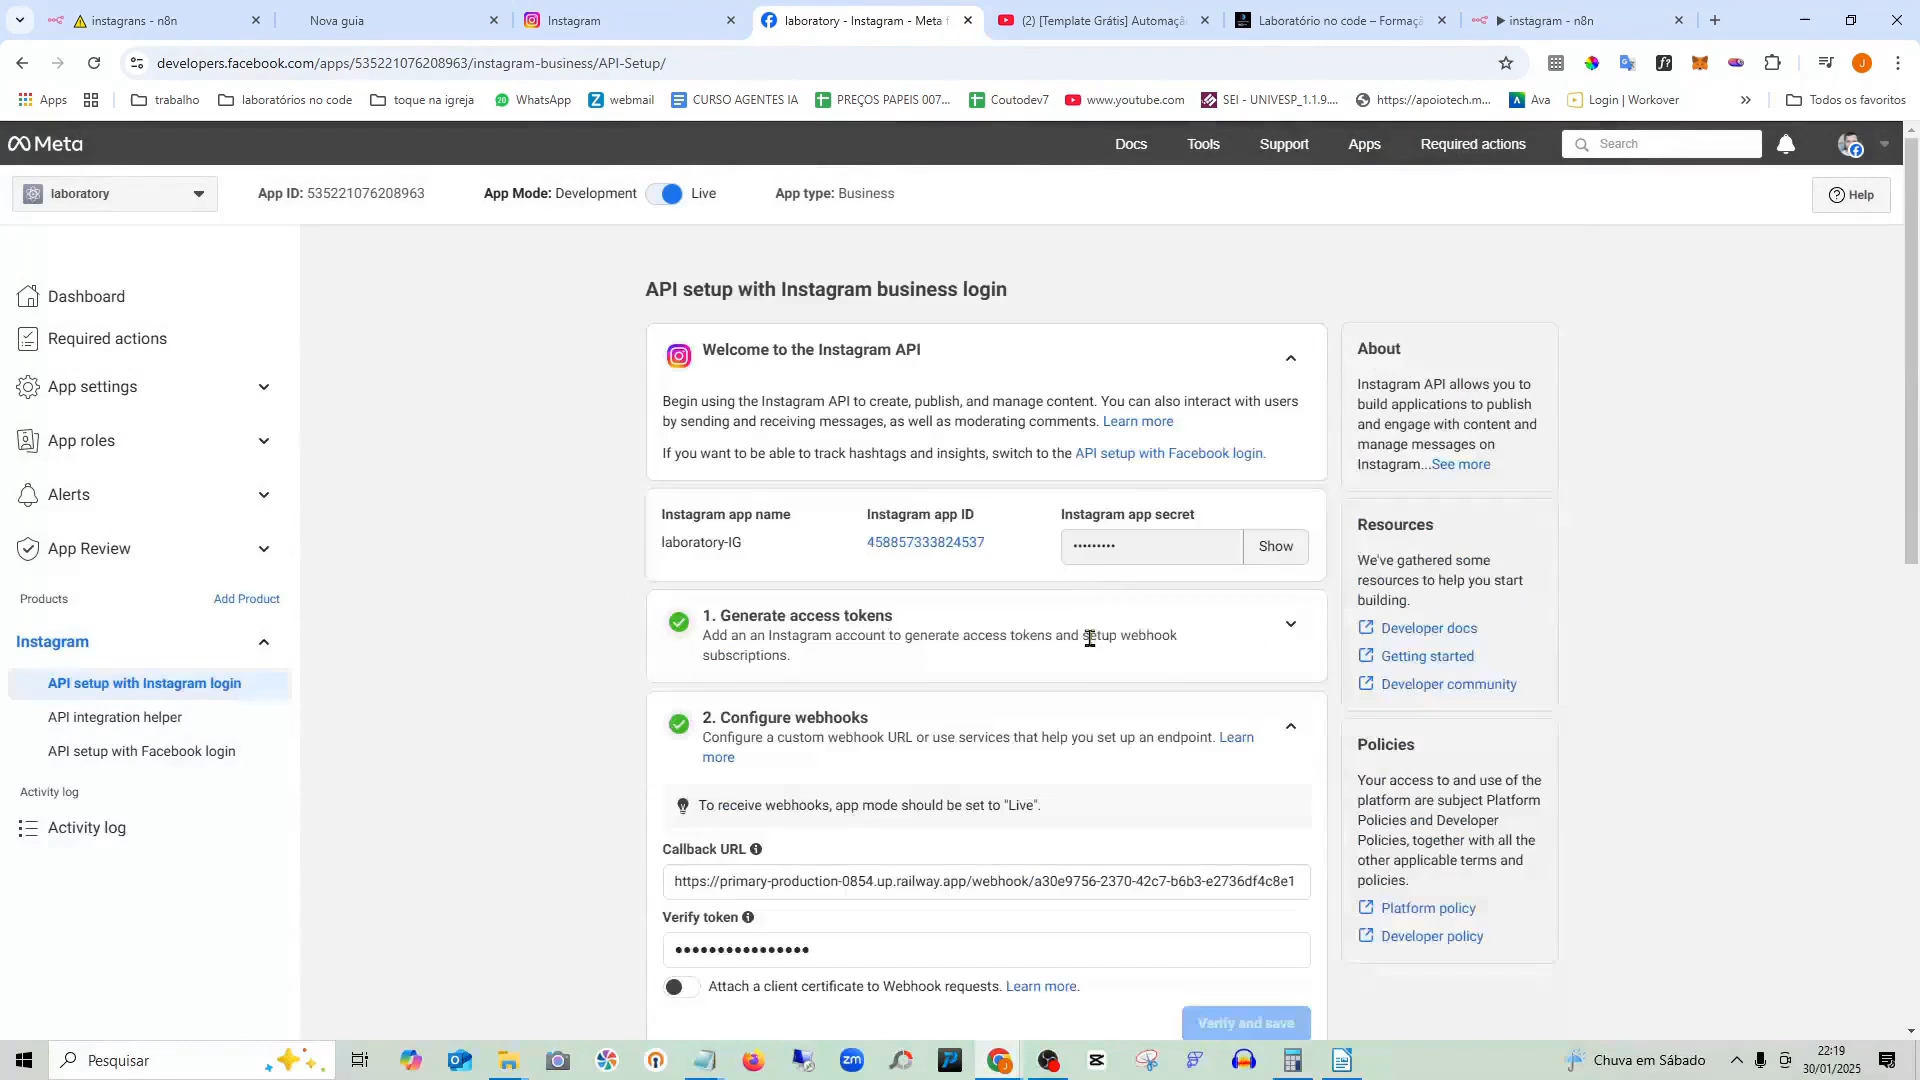 instagrans - n8n
Nova guia
Instagram
laboratory - Instagram - Meta f
(2) [Template Grátis] Automaçã
Laboratório no code – Formaçã
▶ instagram - n8n
developers.facebook.com/apps/535221076208963/instagram-business/API-Setup/
Apps
trabalho
laboratórios no code
toque na igreja
WhatsApp
webmail
CURSO AGENTES IA
PREÇOS PAPEIS 007...
Coutodev7
www.youtube.com
SEI - UNIVESP_1.1.9....
https://apoiotech.m...
Ava
Login | Workover
Todos os favoritos
Meta
Docs
Tools
Support
Apps
Required actions
Search
laboratory
App ID: 535221076208963
App Mode: Development
Live
App type: Business
Help
Dashboard
Required actions
App settings
App roles
Alerts
App Review
Products
Add Product
Instagram
API setup with Instagram login
API integration helper
API setup with Facebook login
Activity log
Activity log
API setup with Instagram business login
Welcome to the Instagram API
Begin using the Instagram API to create, publish, and manage content. You can also interact with users
by sending and receiving messages, as well as moderating comments. Learn more
If you want to be able to track hashtags and insights, switch to the API setup with Facebook login.
Instagram app name
Instagram app ID
Instagram app secret
laboratory-IG
458857333824537
•••••••••
Show
1. Generate access tokens
Add an an Instagram account to generate access tokens and setup webhook
subscriptions.
2. Configure webhooks
Configure a custom webhook URL or use services that help you set up an endpoint. Learn
more
To receive webhooks, app mode should be set to "Live".
Callback URL
https://primary-production-0854.up.railway.app/webhook/a30e9756-2370-42c7-b6b3-e2736df4c8e1
Verify token
••••••••••••••••
Attach a client certificate to Webhook requests. Learn more.
Verify and save
About
Instagram API allows you to
build applications to publish
and engage with content and
manage messages on
Instagram...See more
Resources
We've gathered some
resources to help you start
building.
Developer docs
Getting started
Developer community
Policies
Your access to and use of the
platform are subject Platform
Policies and Developer
Policies, together with all the
other applicable terms and
policies.
Platform policy
Developer policy
Pesquisar
Chuva em Sábado
22:19
30/01/2025